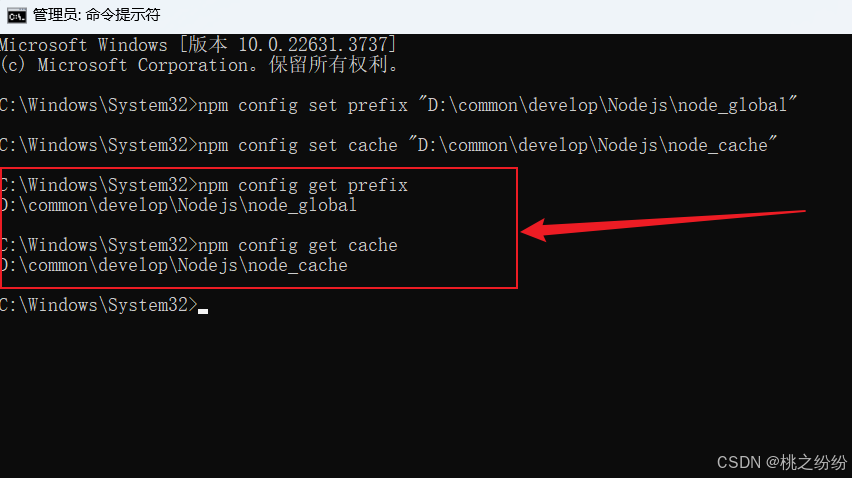 管理员: 命令提示符
Microsoft Windows [版本 10.0.22631.3737]
(c) Microsoft Corporation。保留所有权利。
C:\Windows\System32>npm config set prefix "D:\common\develop\Nodejs\node_global"
C:\Windows\System32>npm config set cache "D:\common\develop\Nodejs\node_cache"
C:\Windows\System32>npm config get prefix
D:\common\develop\Nodejs\node_global
C:\Windows\System32>npm config get cache
D:\common\develop\Nodejs\node_cache
C:\Windows\System32>
CSDN @桃之纷纷